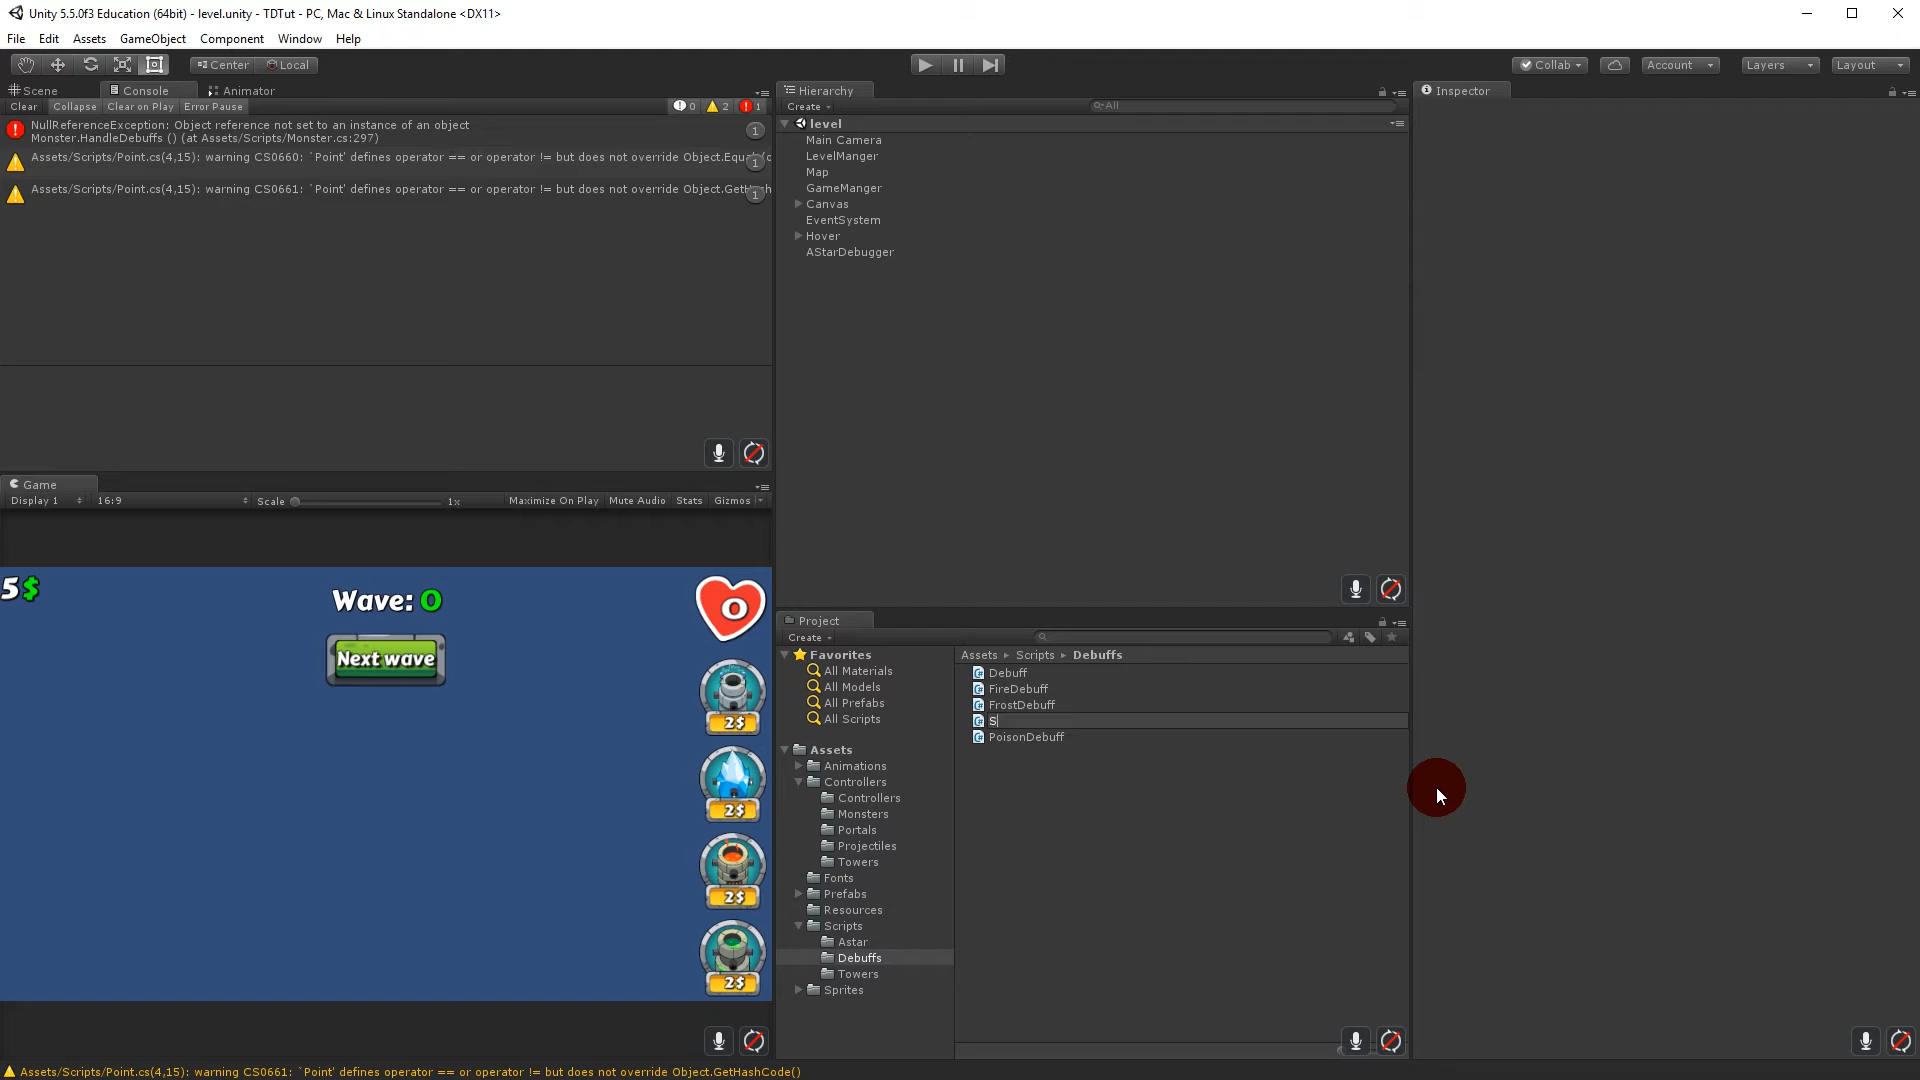 Unity 5.5.0f3 Education (64bit) - level.unity - TDTut - PC, Mac & Linux Standalone <DX11>
File Edit Assets GameObject Component Window Help
Center Local Collab Account Layers Layout
Scene Console Animator
Clear Collapse Clear on Play Error Pause 0 2 1
NullReferenceException: Object reference not set to an instance of an object
Monster.HandleDebuffs () (at Assets/Scripts/Monster.cs:297)
1
Assets/Scripts/Point.cs(4,15): warning CS0660: `Point' defines operator == or operator != but does not override Object.Equals(o
1
Assets/Scripts/Point.cs(4,15): warning CS0661: `Point' defines operator == or operator != but does not override Object.GetHash
1
Game
Display 1 16:9 Scale 1x Maximize On Play Mute Audio Stats Gizmos
5$
Wave: 0
0
Next wave
2$
2$
2$
2$
Hierarchy
Create All
level
Main Camera
LevelManger
Map
GameManger
Canvas
EventSystem
Hover
AStarDebugger
Project
Create
Favorites
All Materials
All Models
All Prefabs
All Scripts
Assets
Animations
Controllers
Controllers
Monsters
Portals
Projectiles
Towers
Fonts
Prefabs
Resources
Scripts
Astar
Debuffs
Towers
Sprites
Assets Scripts Debuffs
Debuff
FireDebuff
FrostDebuff
S
PoisonDebuff
Inspector
Assets/Scripts/Point.cs(4,15): warning CS0661: `Point' defines operator == or operator != but does not override Object.GetHashCode()